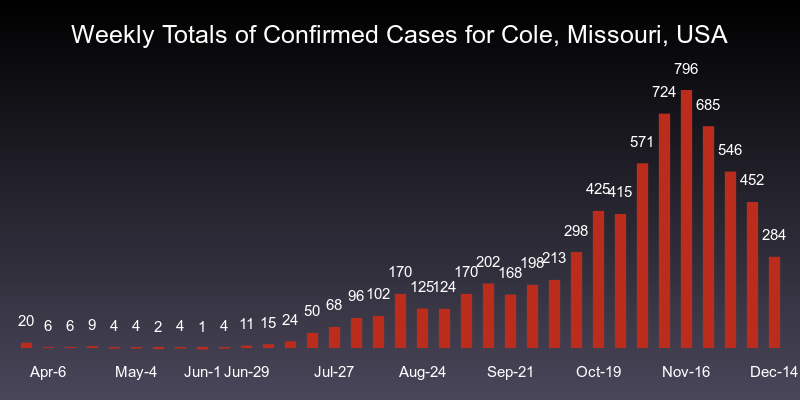 Weekly Totals of Confirmed Cases for Cole, Missouri, USA
20 6 6 9 4 4 2 4 1 4 11 15 24 50 68 96 102 170 125 124 170 202 168 198 213 298 425 415 571 724 796 685 546 452 284
Apr-6 May-4 Jun-1 Jun-29 Jul-27 Aug-24 Sep-21 Oct-19 Nov-16 Dec-14